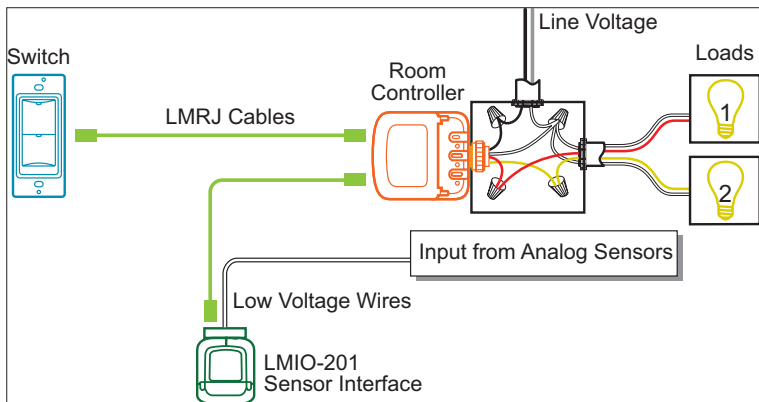 Line Voltage
Switch
Loads
Room
Controller
LMRJ Cables
1
2
Input from Analog Sensors
Low Voltage Wires
LMIO-201
Sensor Interface